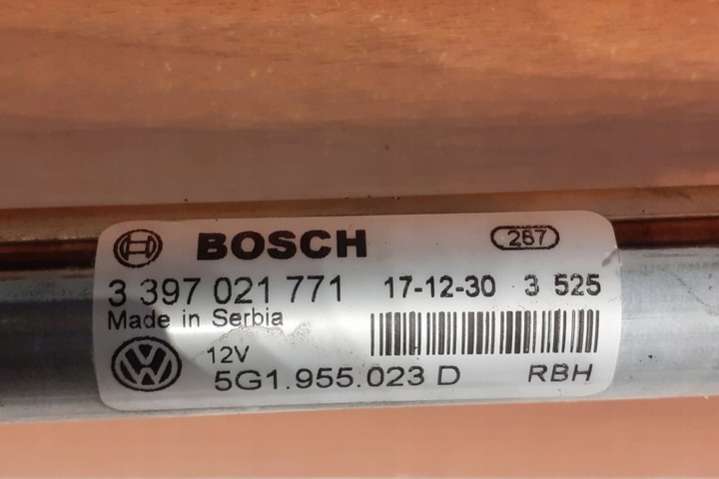 BOSCH 287
3 397 021 771 17-12-30 3 525
Made in Serbia
12V
5G1.955.023 D RBH